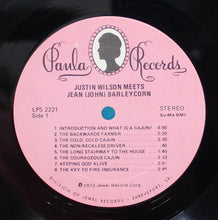 Paula Records
JUSTIN WILSON MEETS
JEAN (JOHN) BARLEYCORN
LPS 2221
Side 1
STEREO
Su-Ma BMI
1. INTRODUCTION AND WHAT IS A CAJUN?
2. THE BACKWARDS FARMER
3. THE COLD, COLD CAJUN
4. THE NON-RECKLESS DRIVER
5. THE LONG STAIRWAY TO THE HOUSE
6. THE COURAGEOUS CAJUN
7. KEEPING GOD ALIVE
8. THE KEY TO FIRE INSURANCE
©1973 Jewel Record Corp.
DIVISION OF JEWEL RECORDS - SHREVEPORT,